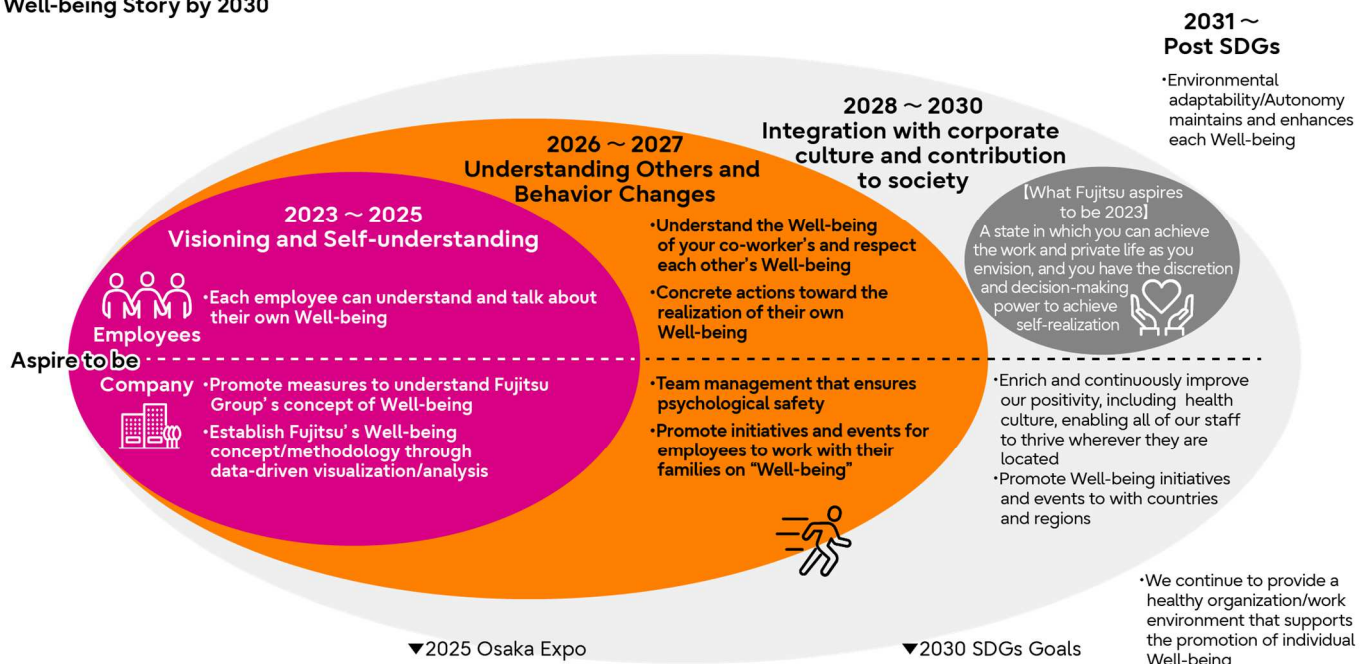 Well-being Story by 2030
2031～
Post SDGs
・Environmental
adaptability/Autonomy
maintains and enhances
each Well-being
2028～2030
Integration with corporate
culture and contribution
to society
2026～2027
Understanding Others and
Behavior Changes
2023～2025
Visioning and Self-understanding
【What Fujitsu aspires
to be 2023】
A state in which you can achieve
the work and private life as you
envision, and you have the discretion
and decision-making
power to achieve
self-realization
・Understand the Well-being
of your co-worker's and respect
each other's Well-being
・Concrete actions toward the
realization of their own
Well-being
Employees
・Each employee can understand and talk about
their own Well-being
Aspire to be
Company
・Promote measures to understand Fujitsu
Group's concept of Well-being
・Establish Fujitsu's Well-being
concept/methodology through
data-driven visualization/analysis
・Team management that ensures
psychological safety
・Promote initiatives and events for
employees to work with their
families on “Well-being”
・Enrich and continuously improve
our positivity, including health
culture, enabling all of our staff
to thrive wherever they are
located
・Promote Well-being initiatives
and events to with countries
and regions
・We continue to provide a
healthy organization/work
environment that supports
the promotion of individual
Well-being
▼2025 Osaka Expo
▼2030 SDGs Goals